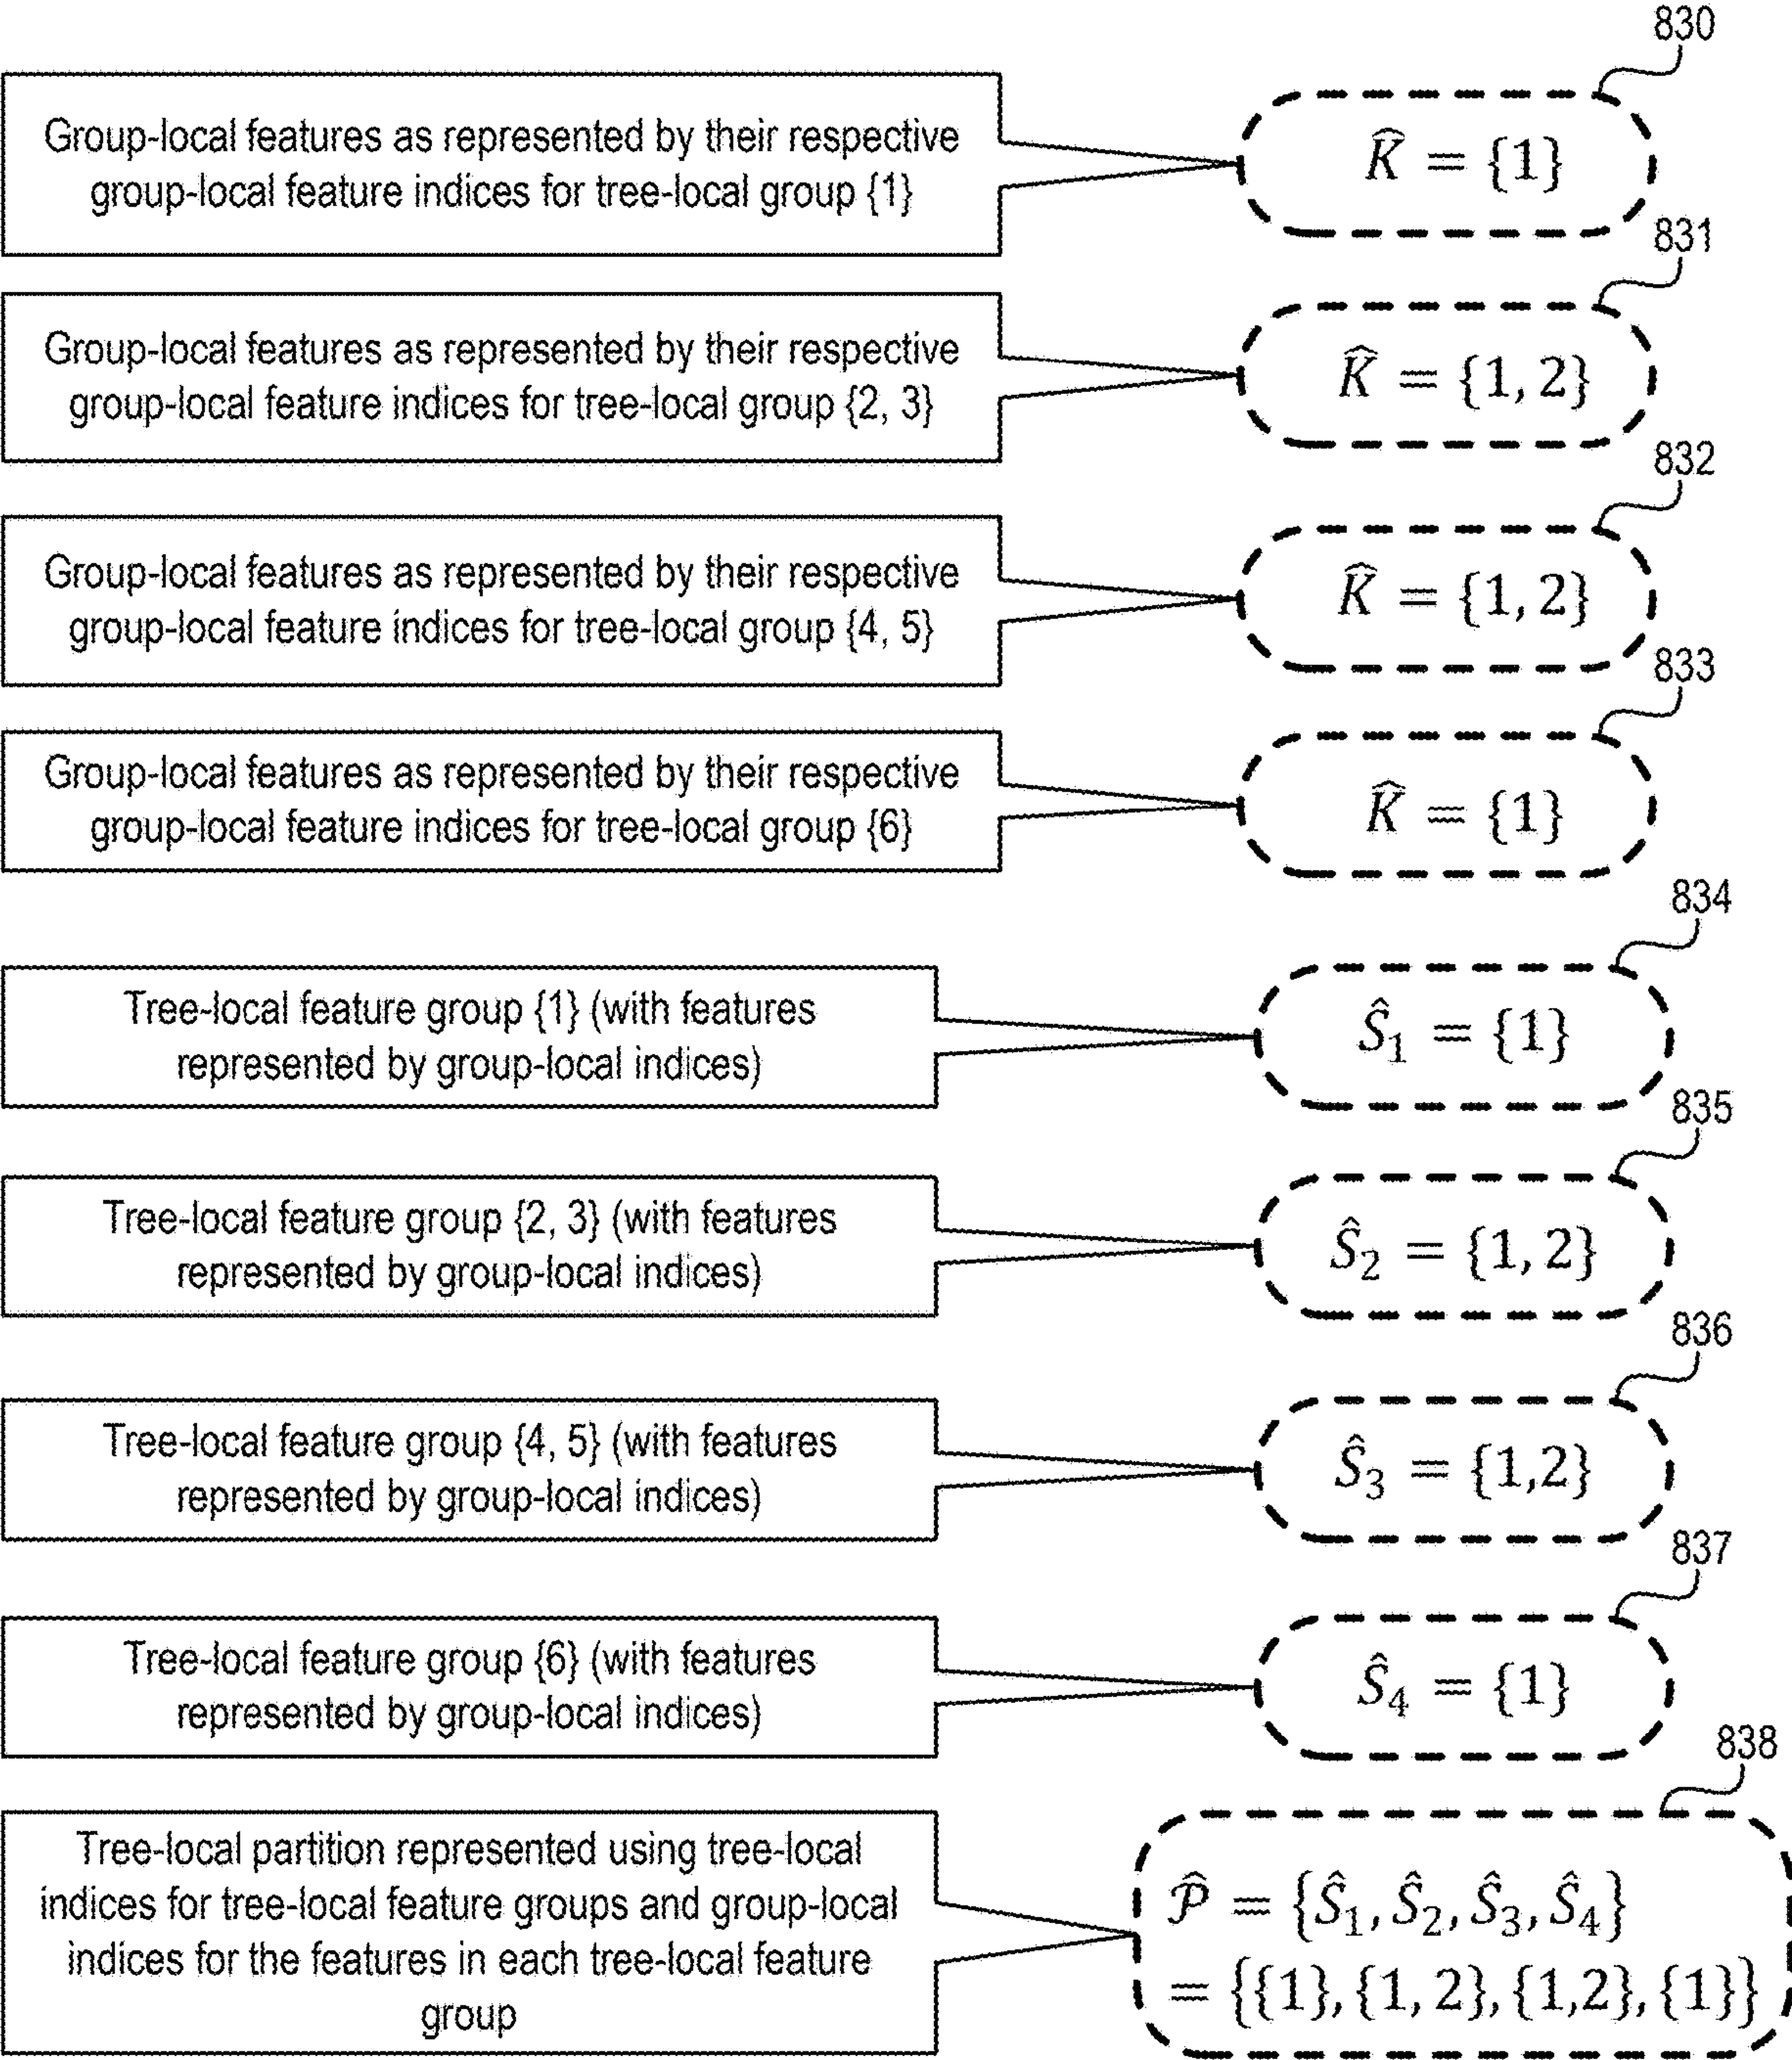 830
Group-local features as represented by their respective
group-local feature indices for tree-local group {1}
K̂ = {1}
831
Group-local features as represented by their respective
group-local feature indices for tree-local group {2, 3}
K̂ = {1, 2}
832
Group-local features as represented by their respective
group-local feature indices for tree-local group {4, 5}
K̂ = {1, 2}
833
Group-local features as represented by their respective
group-local feature indices for tree-local group {6}
K̂ = {1}
834
Tree-local feature group {1} (with features
represented by group-local indices)
Ŝ₁ = {1}
835
Tree-local feature group {2, 3} (with features
represented by group-local indices)
Ŝ₂ = {1, 2}
836
Tree-local feature group {4, 5} (with features
represented by group-local indices)
Ŝ₃ = {1,2}
837
Tree-local feature group {6} (with features
represented by group-local indices)
Ŝ₄ = {1}
838
Tree-local partition represented using tree-local
indices for tree-local feature groups and group-local
indices for the features in each tree-local feature
group
𝒫̂ = {Ŝ₁, Ŝ₂, Ŝ₃, Ŝ₄}
= {{1}, {1, 2}, {1,2}, {1}}